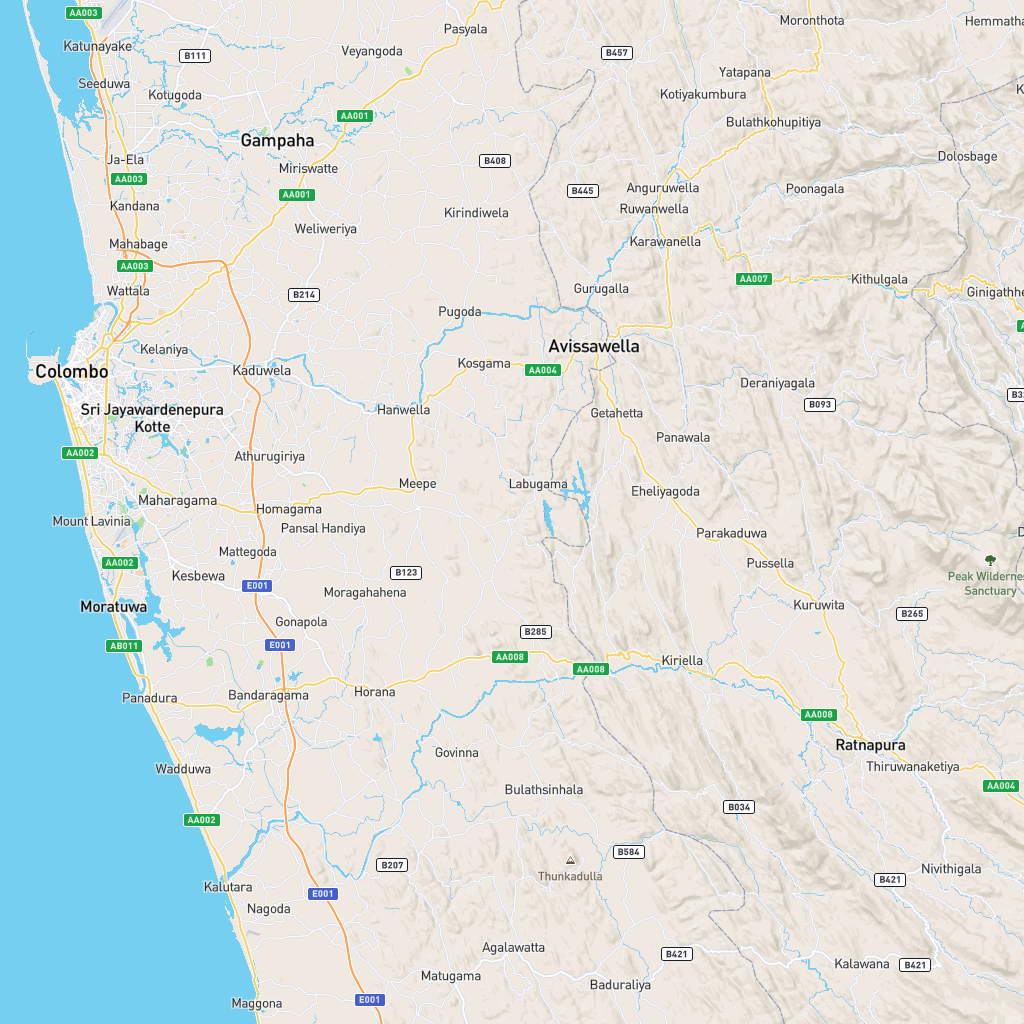 AA003
Pasyala
Moronthota
Hemmatha
Katunayake
Veyangoda
B111
B457
Yatapana
Seeduwa
Kotugoda
Kotiyakumbura
AA001
Bulathkohupitiya
Gampaha
Ja-Ela
B408
Dolosbage
Miriswatte
AA003
AA001
B445
Anguruwella
Poonagala
Kandana
Kirindiwela
Ruwanwella
Weliweriya
Mahabage
Karawanella
AA003
AA007
Kithulgala
Wattala
B214
Gurugalla
Ginigathhe
Pugoda
Avissawella
Kelaniya
Kosgama
Colombo
Kaduwela
AA004
Deraniyagala
B093
Sri Jayawardenepura
Kotte
Hanwella
Getahetta
Panawala
AA002
Athurugiriya
Meepe
Labugama
Eheliyagoda
Maharagama
Homagama
Mount Lavinia
Pansal Handiya
Parakaduwa
Mattegoda
AA002
Pussella
Peak Wildernes
Sanctuary
Kesbewa
B123
E001
Moragahahena
Moratuwa
Kuruwita
B265
Gonapola
B285
AB011
E001
AA008
Kiriella
AA008
Panadura
Bandaragama
Horana
AA008
Ratnapura
Govinna
Wadduwa
Thiruwanaketiya
Bulathsinhala
AA004
B034
AA002
B584
B207
Thunkadulla
Nivithigala
Kalutara
B421
E001
Nagoda
Agalawatta
B421
Kalawana
B421
Matugama
Baduraliya
Maggona
E001